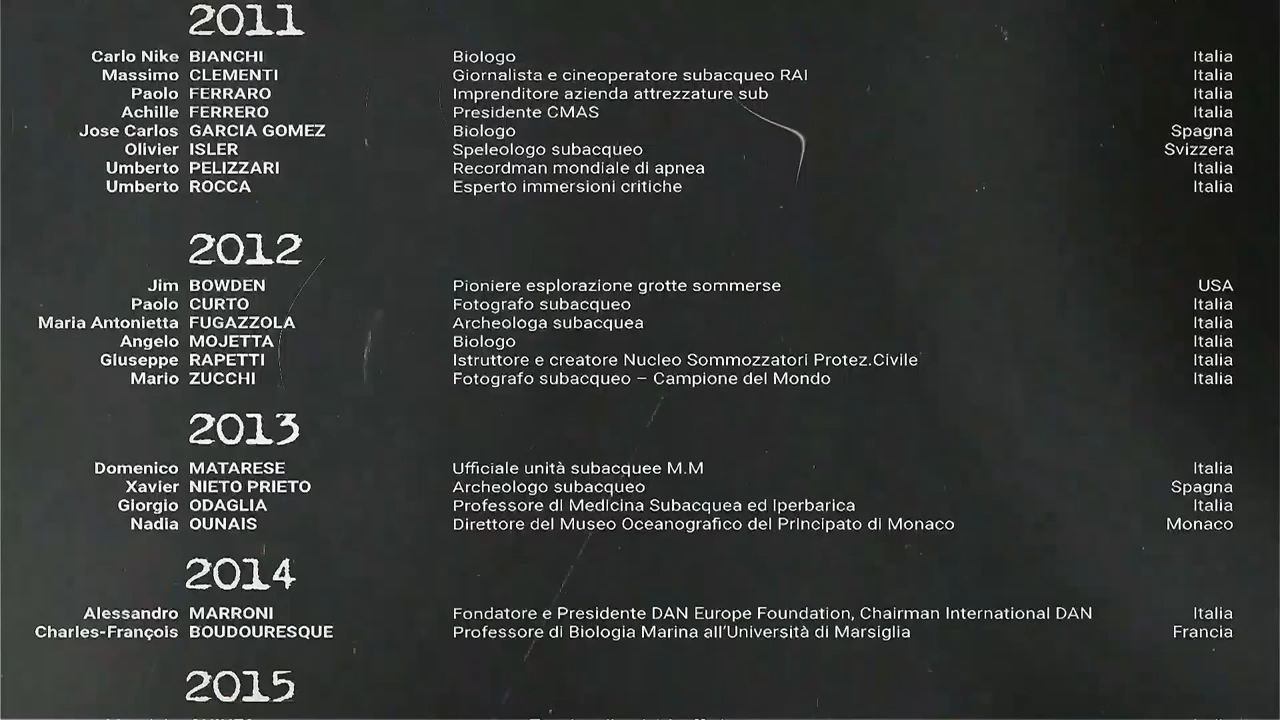 2011
Carlo Nike BIANCHI Biologo Italia
Massimo CLEMENTI Giornalista e cineoperatore subacqueo RAI Italia
Paolo FERRARO Imprenditore azienda attrezzature sub Italia
Achille FERRERO Presidente CMAS Italia
Jose Carlos GARCIA GOMEZ Biologo Spagna
Olivier ISLER Speleologo subacqueo Svizzera
Umberto PELIZZARI Recordman mondiale di apnea Italia
Umberto ROCCA Esperto immersioni critiche Italia
2012
Jim BOWDEN Pioniere esplorazione grotte sommerse USA
Paolo CURTO Fotografo subacqueo Italia
Maria Antonietta FUGAZZOLA Archeologa subacquea Italia
Angelo MOJETTA Biologo Italia
Giuseppe RAPETTI Istruttore e creatore Nucleo Sommozzatori Protez.Civile Italia
Mario ZUCCHI Fotografo subacqueo – Campione del Mondo Italia
2013
Domenico MATARESE Ufficiale unità subacquee M.M Italia
Xavier NIETO PRIETO Archeologo subacqueo Spagna
Giorgio ODAGLIA Professore di Medicina Subacquea ed Iperbarica Italia
Nadia OUNAIS Direttore del Museo Oceanografico del Principato di Monaco Monaco
2014
Alessandro MARRONI Fondatore e Presidente DAN Europe Foundation, Chairman International DAN Italia
Charles-François BOUDOURESQUE Professore di Biologia Marina all'Università di Marsiglia Francia
2015